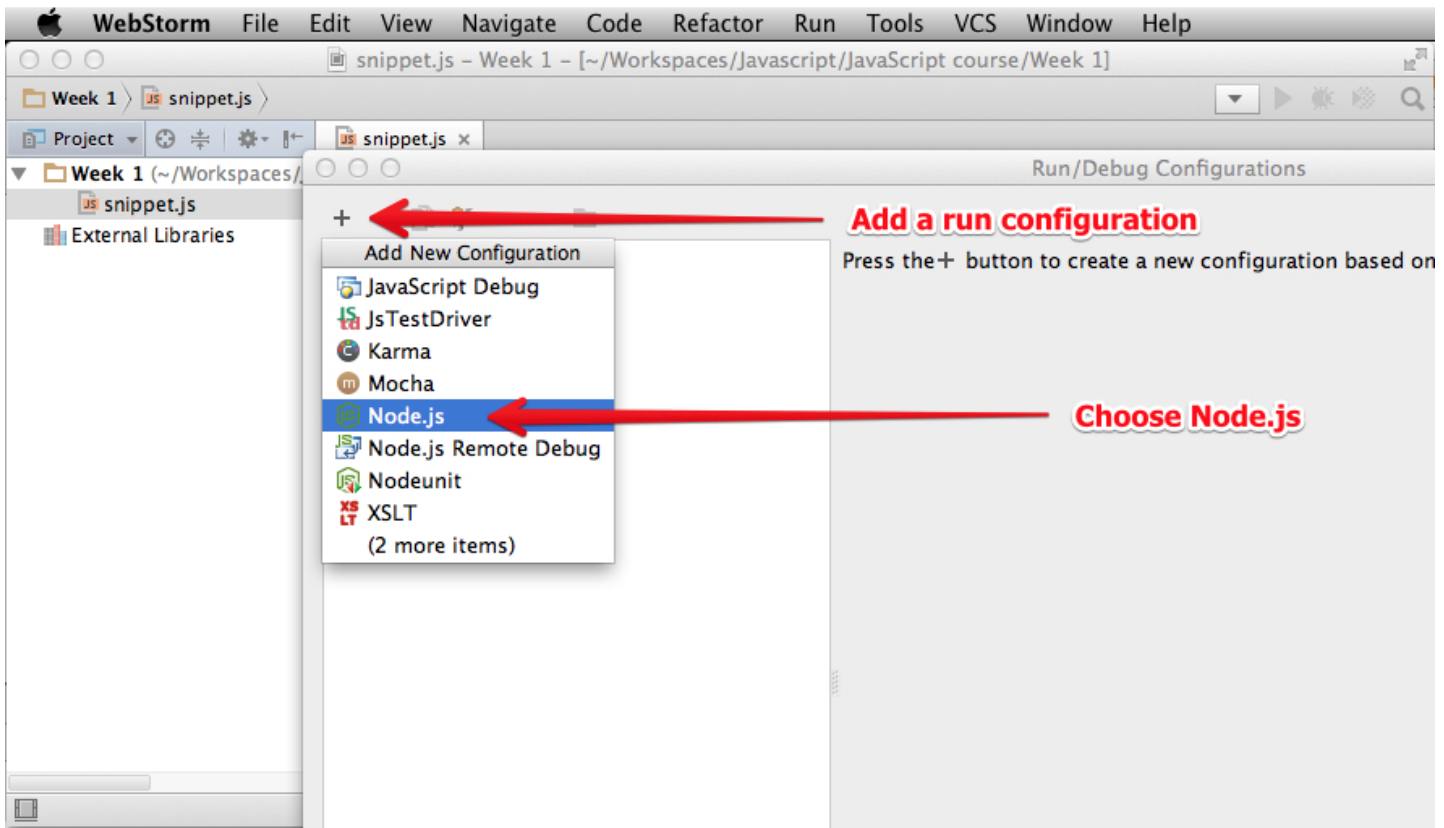 WebStorm File Edit View Navigate Code Refactor Run Tools VCS Window Help
snippet.js – Week 1 – [~/Workspaces/Javascript/JavaScript course/Week 1]
Week 1 snippet.js
Project snippet.js
Week 1 (~/Workspaces/
Run/Debug Configurations
snippet.js
External Libraries
Add a run configuration
Add New Configuration
Press the + button to create a new configuration based on
JavaScript Debug
JsTestDriver
Karma
Mocha
Node.js
Choose Node.js
Node.js Remote Debug
Nodeunit
XSLT
(2 more items)